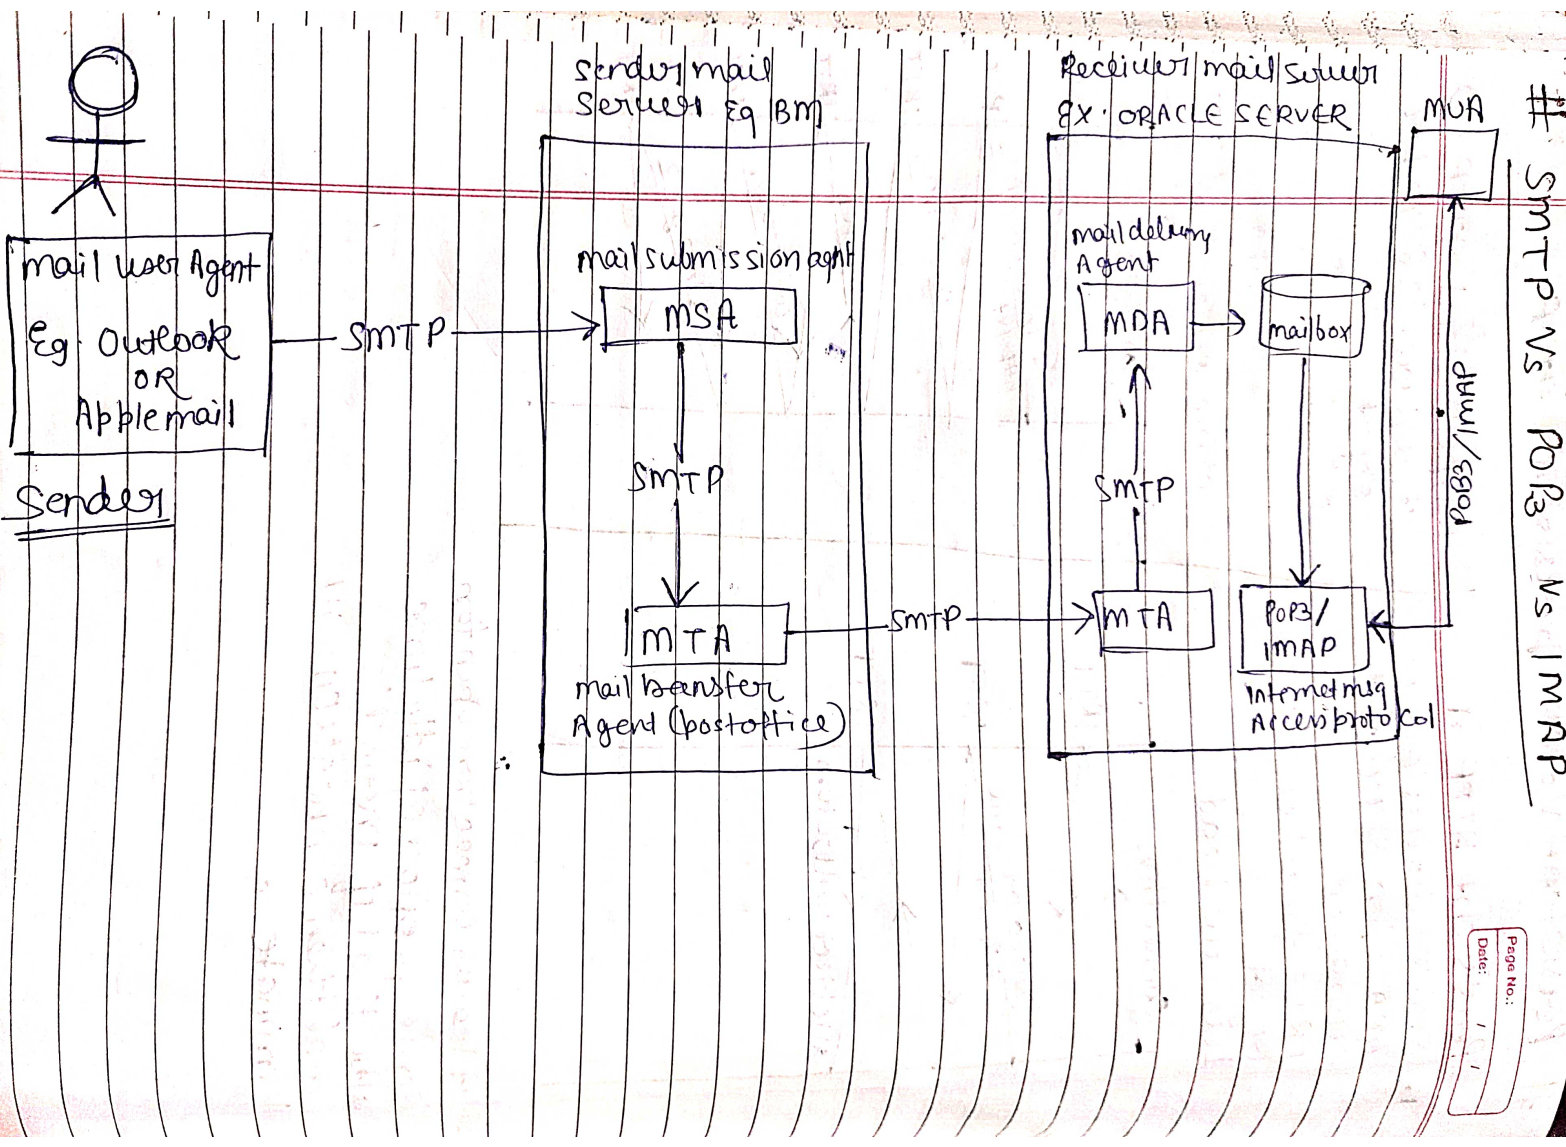 # SMTP Vs POP3 Vs IMAP
Sender mail
Server Eg IBM
Receiver mail server
EX. ORACLE SERVER
MUA
mail user Agent
Eg. Outlook
OR
Apple mail
Sender
SMTP
mail submission agent
MSA
SMTP
MTA
mail transfer
Agent (postoffice)
SMTP
mail delivery
Agent
MDA
mailbox
SMTP
MTA
POP3/
IMAP
Internet msg
Access protocol
POP3/IMAP
Page No.:
Date: / /